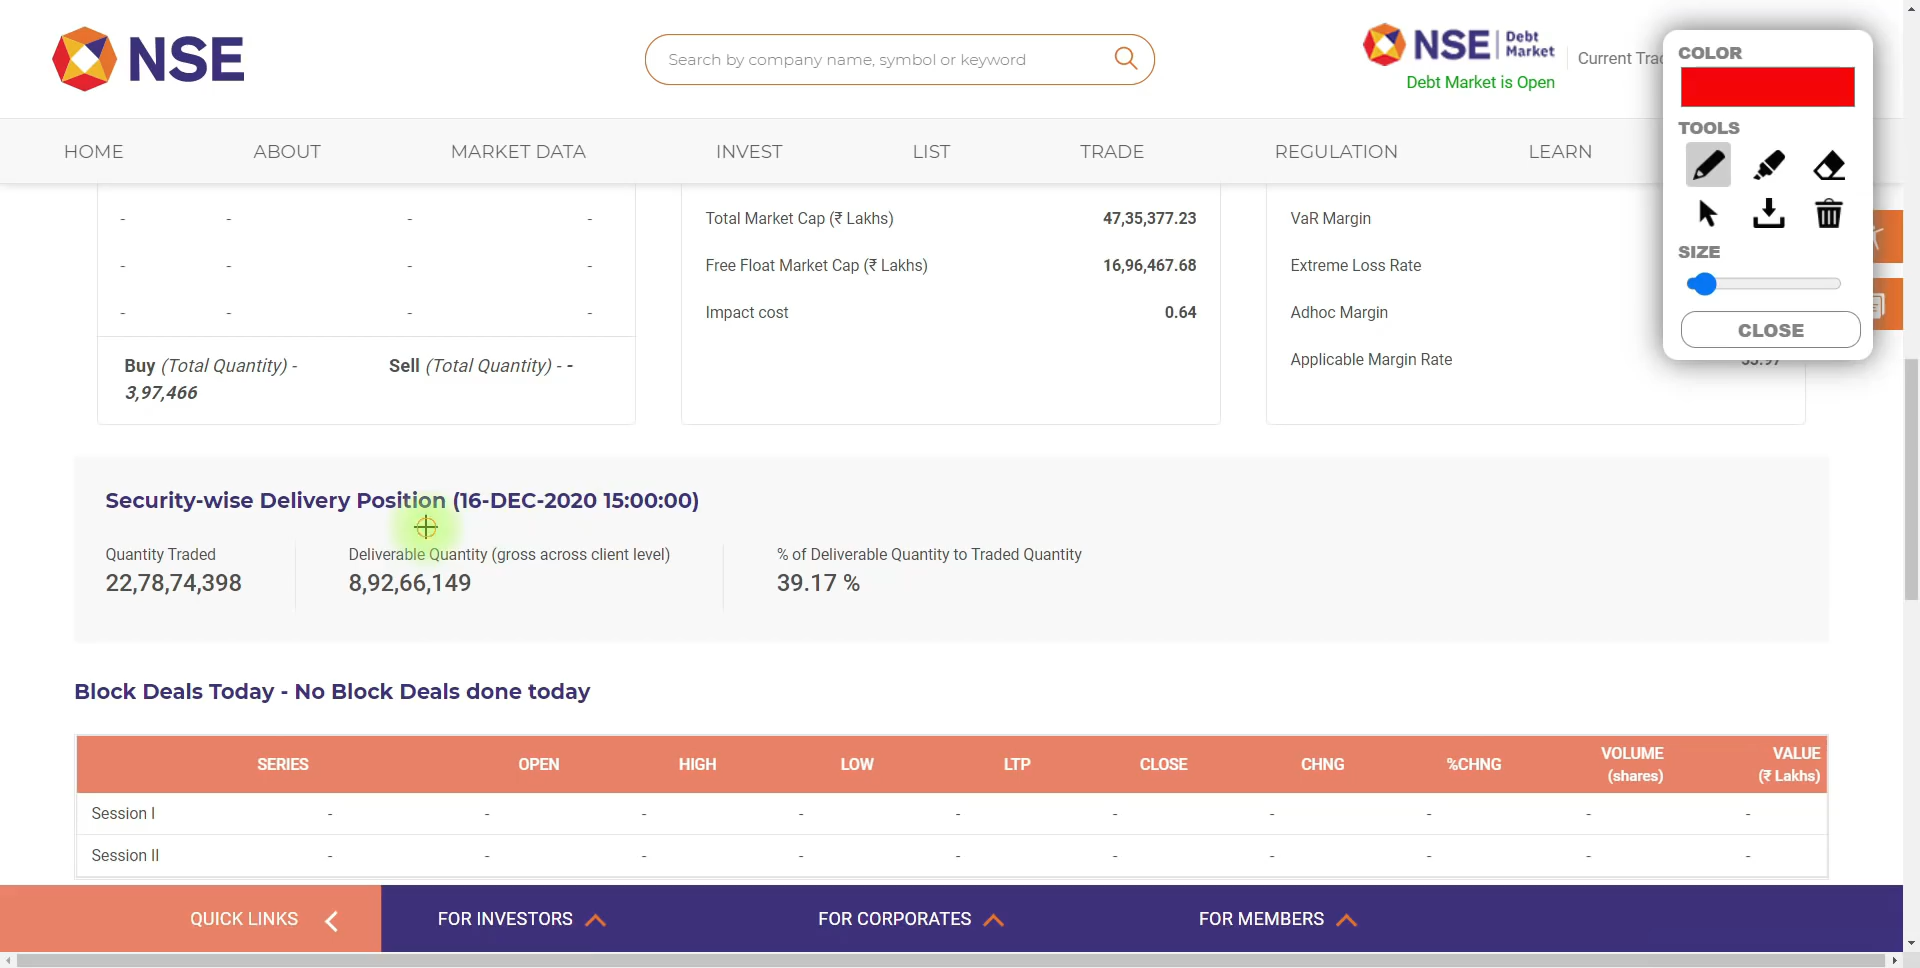 NSE
Search by company name, symbol or keyword
NSE Debt Market
Debt Market is Open
Current Trac
COLOR
TOOLS
SIZE
CLOSE
HOME ABOUT MARKET DATA INVEST LIST TRADE REGULATION LEARN
- - - -
- - - -
- - - -
Buy (Total Quantity) - Sell (Total Quantity) - -
3,97,466
Total Market Cap (₹ Lakhs) 47,35,377.23
Free Float Market Cap (₹ Lakhs) 16,96,467.68
Impact cost 0.64
VaR Margin
Extreme Loss Rate
Adhoc Margin
Applicable Margin Rate
Security-wise Delivery Position (16-DEC-2020 15:00:00)
Quantity Traded Deliverable Quantity (gross across client level) % of Deliverable Quantity to Traded Quantity
22,78,74,398 8,92,66,149 39.17 %
Block Deals Today - No Block Deals done today
SERIES OPEN HIGH LOW LTP CLOSE CHNG %CHNG VOLUME (shares) VALUE (₹ Lakhs)
Session I - - - - - - - - - -
Session II - - - - - - - - - -
QUICK LINKS FOR INVESTORS FOR CORPORATES FOR MEMBERS